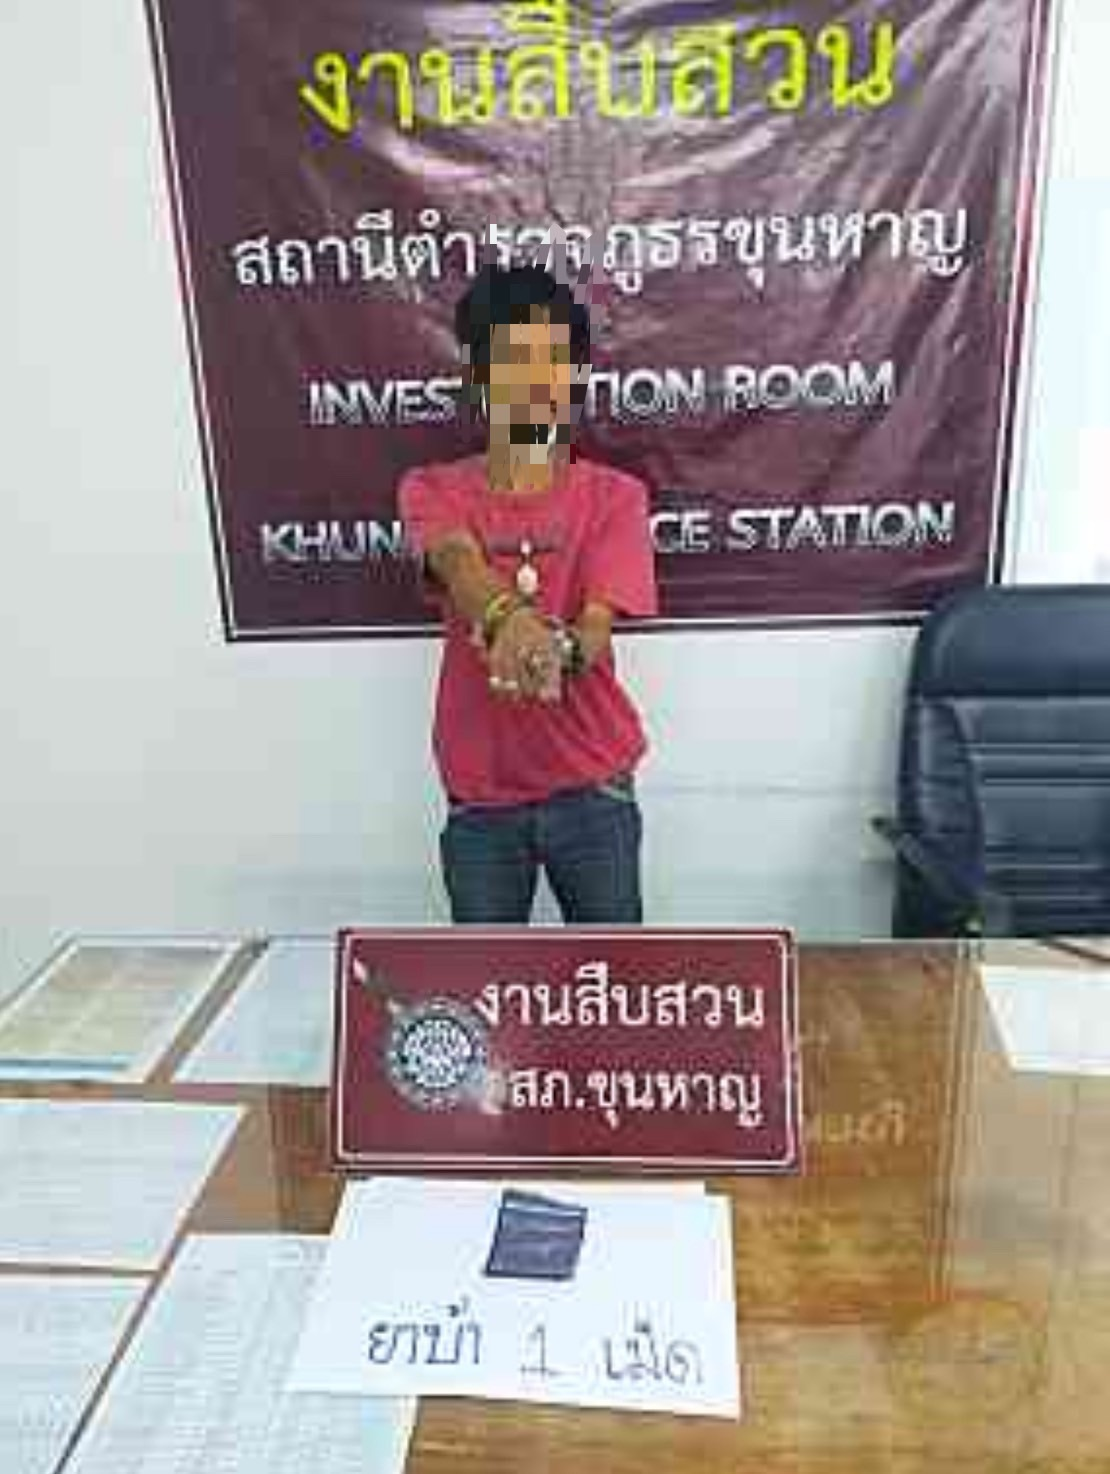 งานสืบสวน
สถานีตำรวจภูธรขุนหาญ
INVES TION ROOM
KHUN CE STATION
งานสืบสวน
สภ.ขุนหาญ
ยาบ้า 1 เม็ด